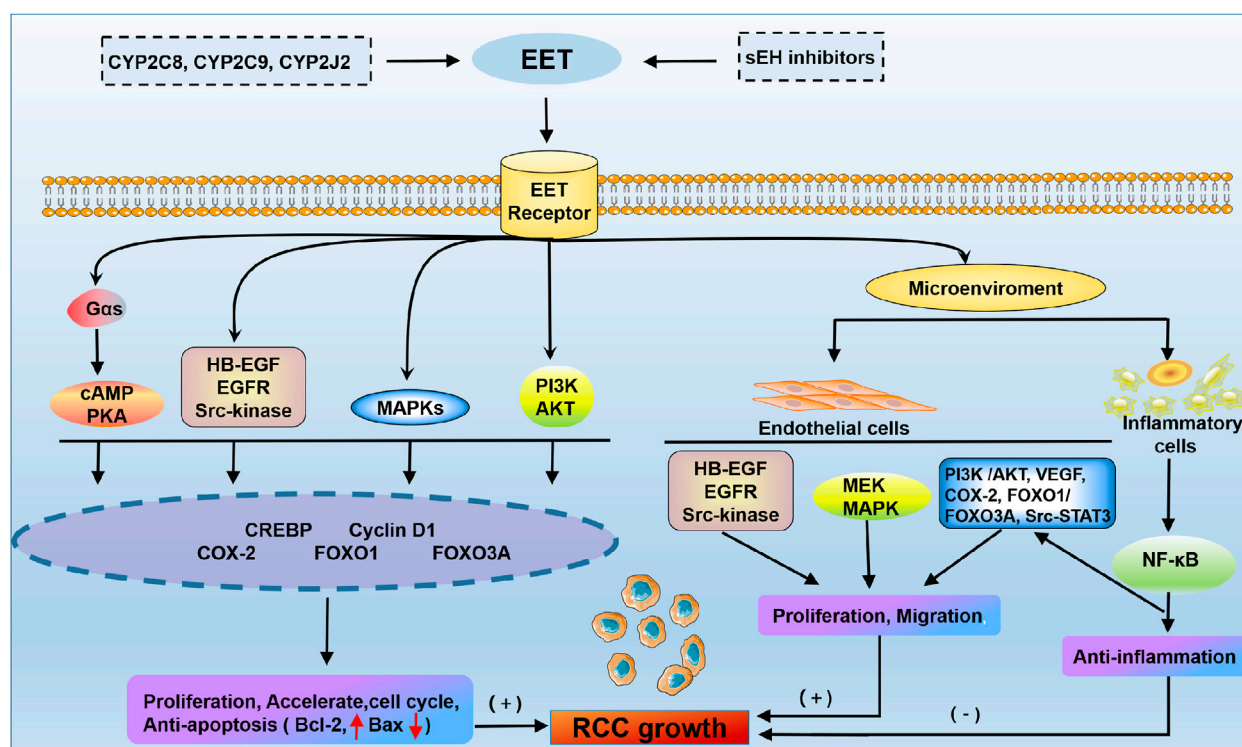 CYP2C8, CYP2C9, CYP2J2
EET
sEH inhibitors
EET
Receptor
Gαs
Microenviroment
cAMP
PKA
HB-EGF
EGFR
Src-kinase
MAPKs
PI3K
AKT
Endothelial cells
Inflammatory
cells
HB-EGF
EGFR
Src-kinase
MEK
MAPK
PI3K /AKT, VEGF,
COX-2, FOXO1/
FOXO3A, Src-STAT3
CREBP Cyclin D1
COX-2 FOXO1 FOXO3A
NF-κB
Proliferation, Migration,
Anti-inflammation
Proliferation, Accelerate,cell cycle,
Anti-apoptosis ( Bcl-2, Bax )
( + )
RCC growth
( + )
( - )